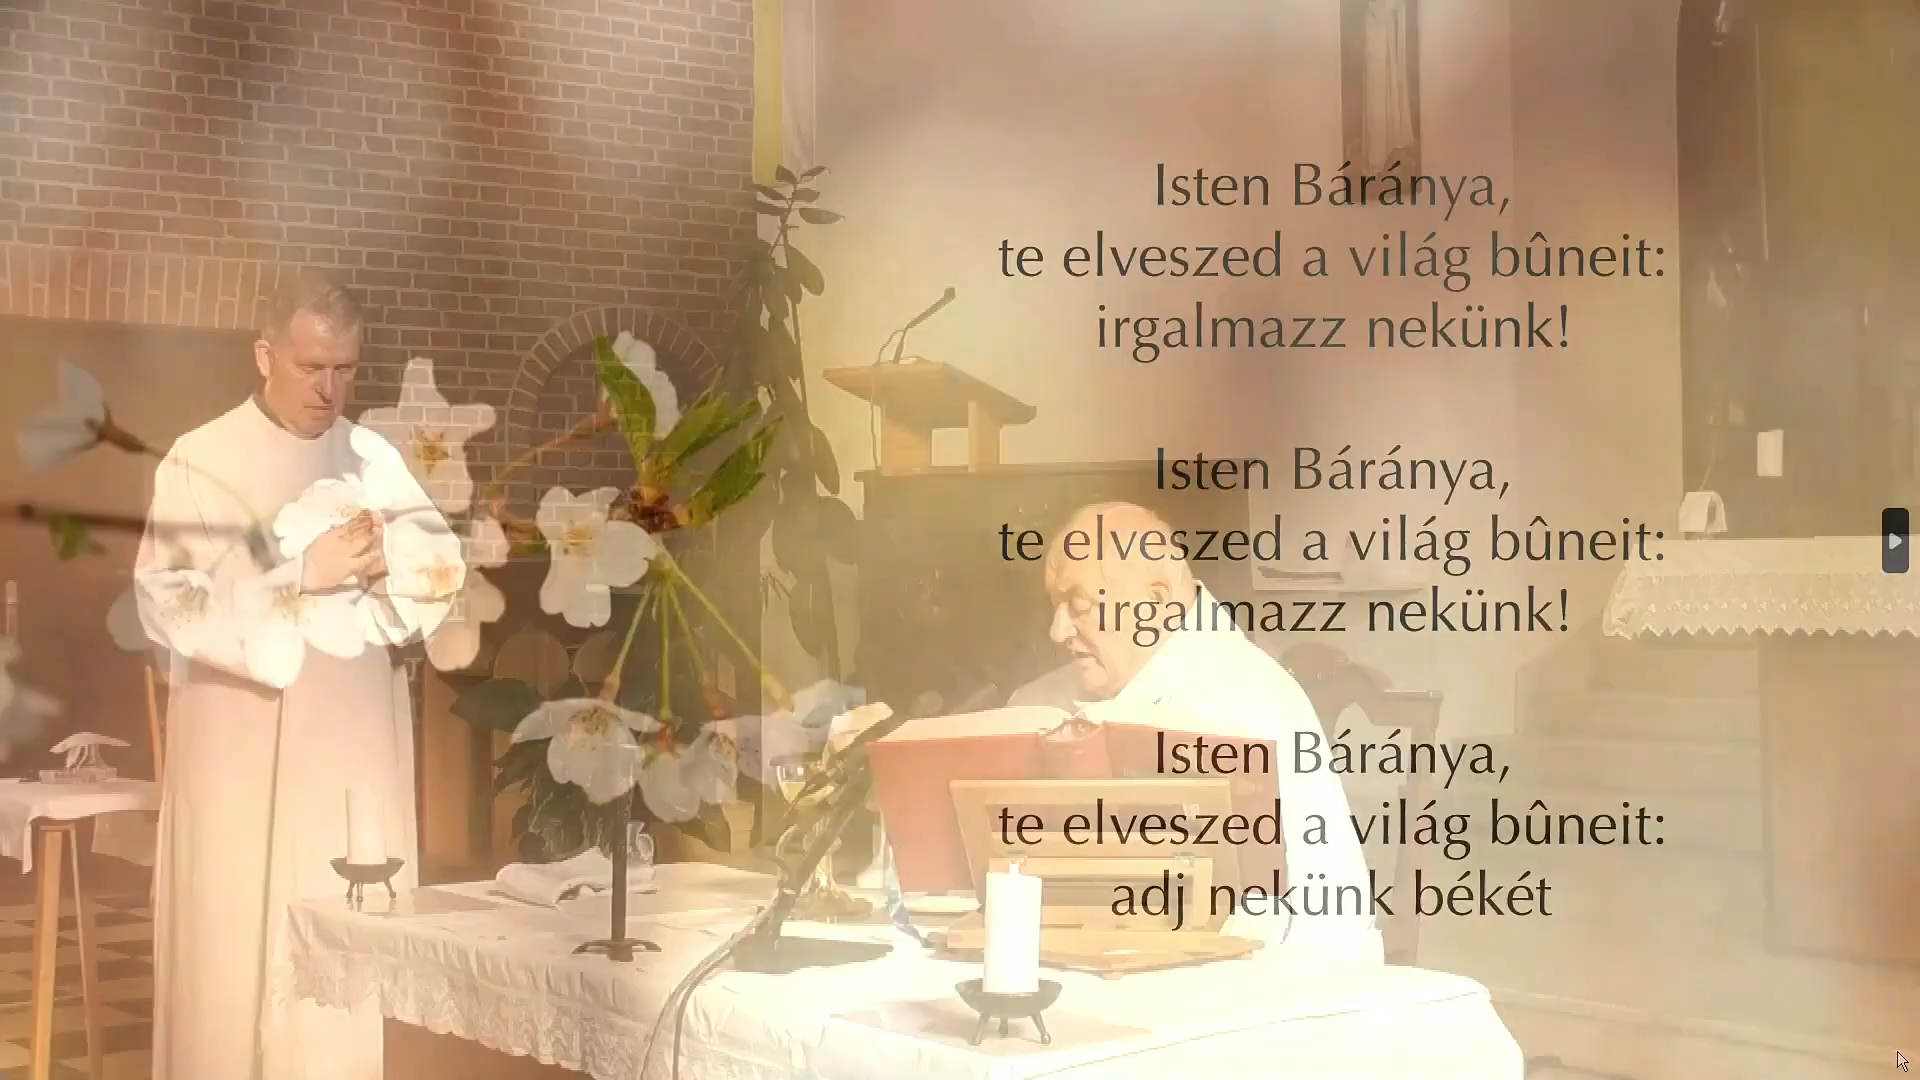 Isten Báránya,
te elveszed a világ bûneit:
irgalmazz nekünk!
Isten Báránya,
te elveszed a világ bûneit:
irgalmazz nekünk!
Isten Báránya,
te elveszed a világ bûneit:
adj nekünk békét